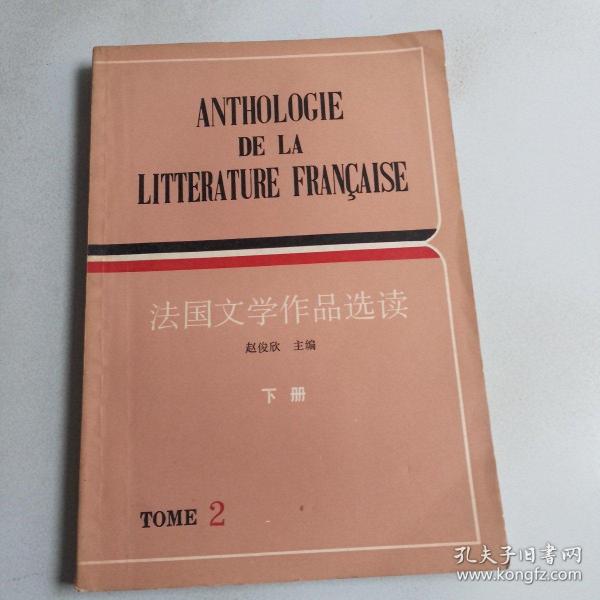 ANTHOLOGIE
DE LA
LITTERATURE FRANÇAISE
法国文学作品选读
赵俊欣 主编
下册
TOME 2
孔夫子旧书网
www.kongfz.com